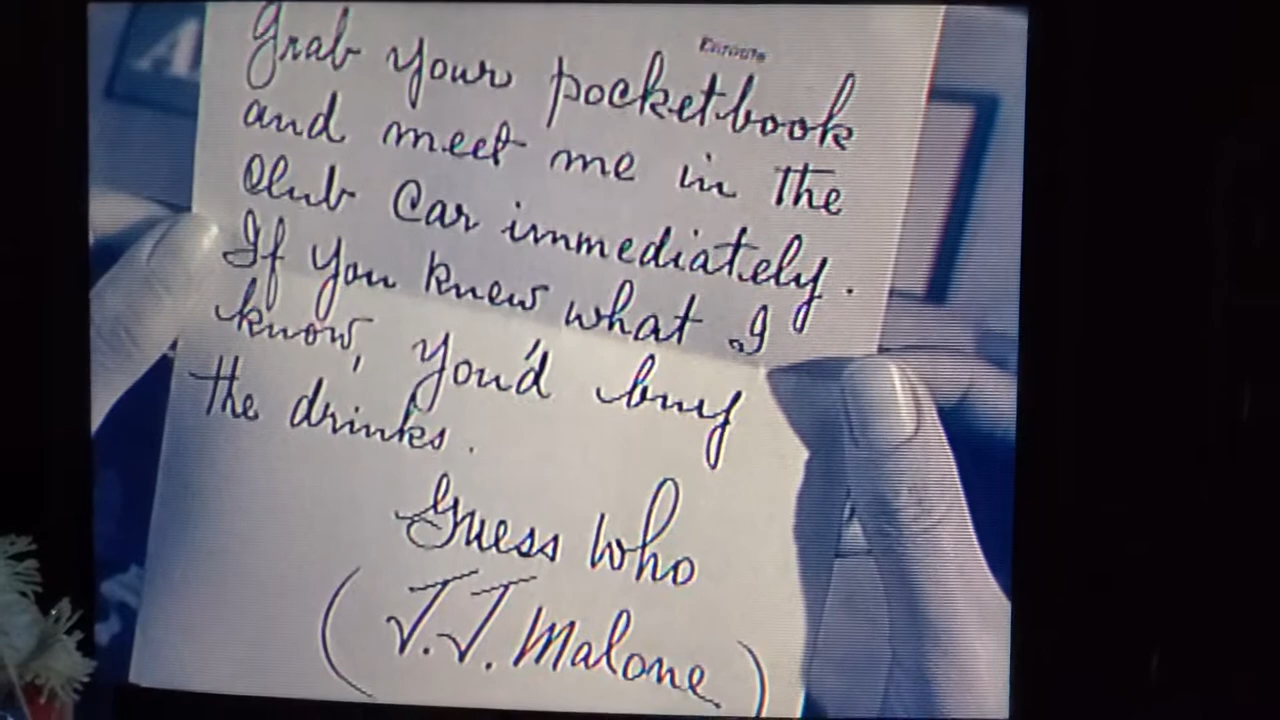 Enroute
Grab your pocketbook
and meet me in the
Club Car immediately.
If you knew what I
know, you'd buy
the drinks.
Guess Who
(J.J. Malone)